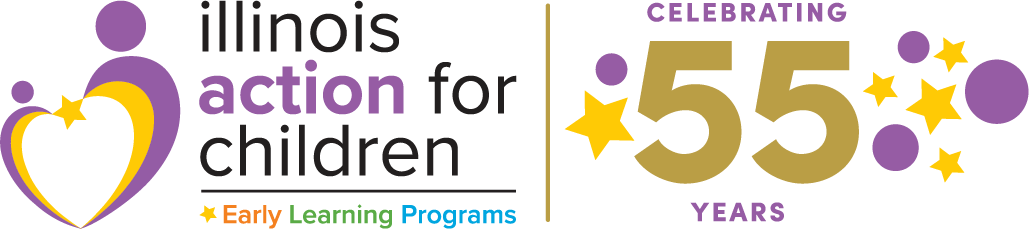 illinois
action for
children
Early Learning Programs
CELEBRATING
55
YEARS